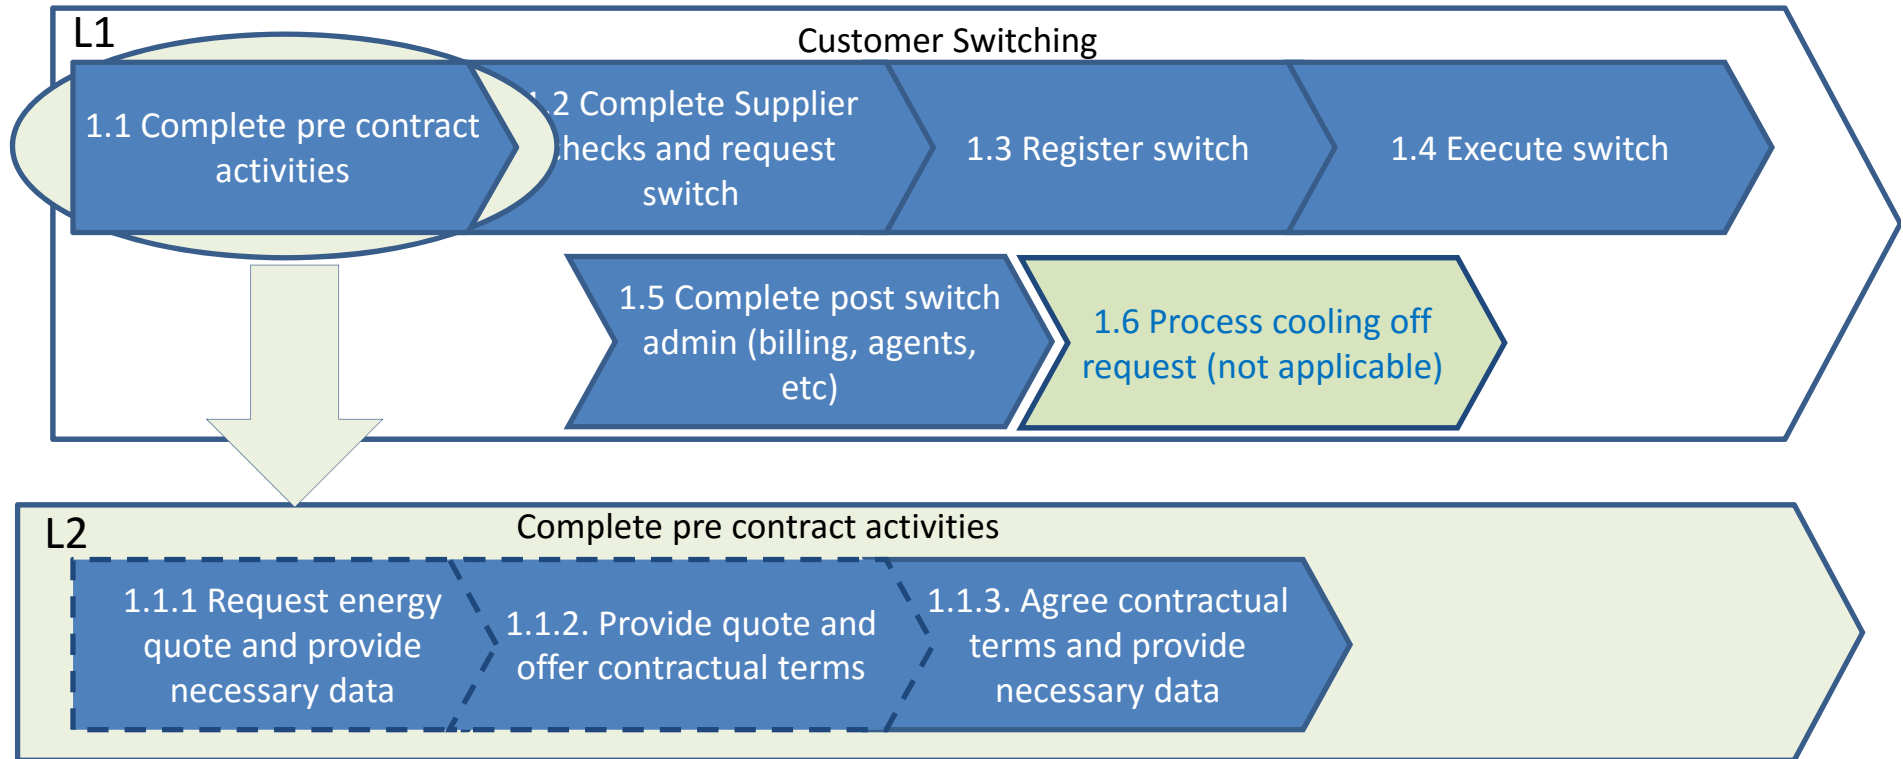 L1
Customer Switching
1.1 Complete pre contract
activities
1.2 Complete Supplier
checks and request
switch
1.3 Register switch
1.4 Execute switch
1.5 Complete post switch
admin (billing, agents,
etc)
1.6 Process cooling off
request (not applicable)
L2
Complete pre contract activities
1.1.1 Request energy
quote and provide
necessary data
1.1.2. Provide quote and
offer contractual terms
1.1.3. Agree contractual
terms and provide
necessary data